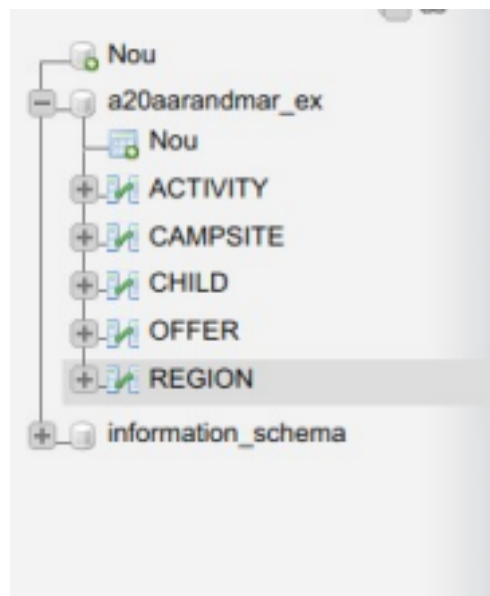 Nou
a20aarandmar_ex
Nou
ACTIVITY
CAMPSITE
CHILD
OFFER
REGION
information_schema